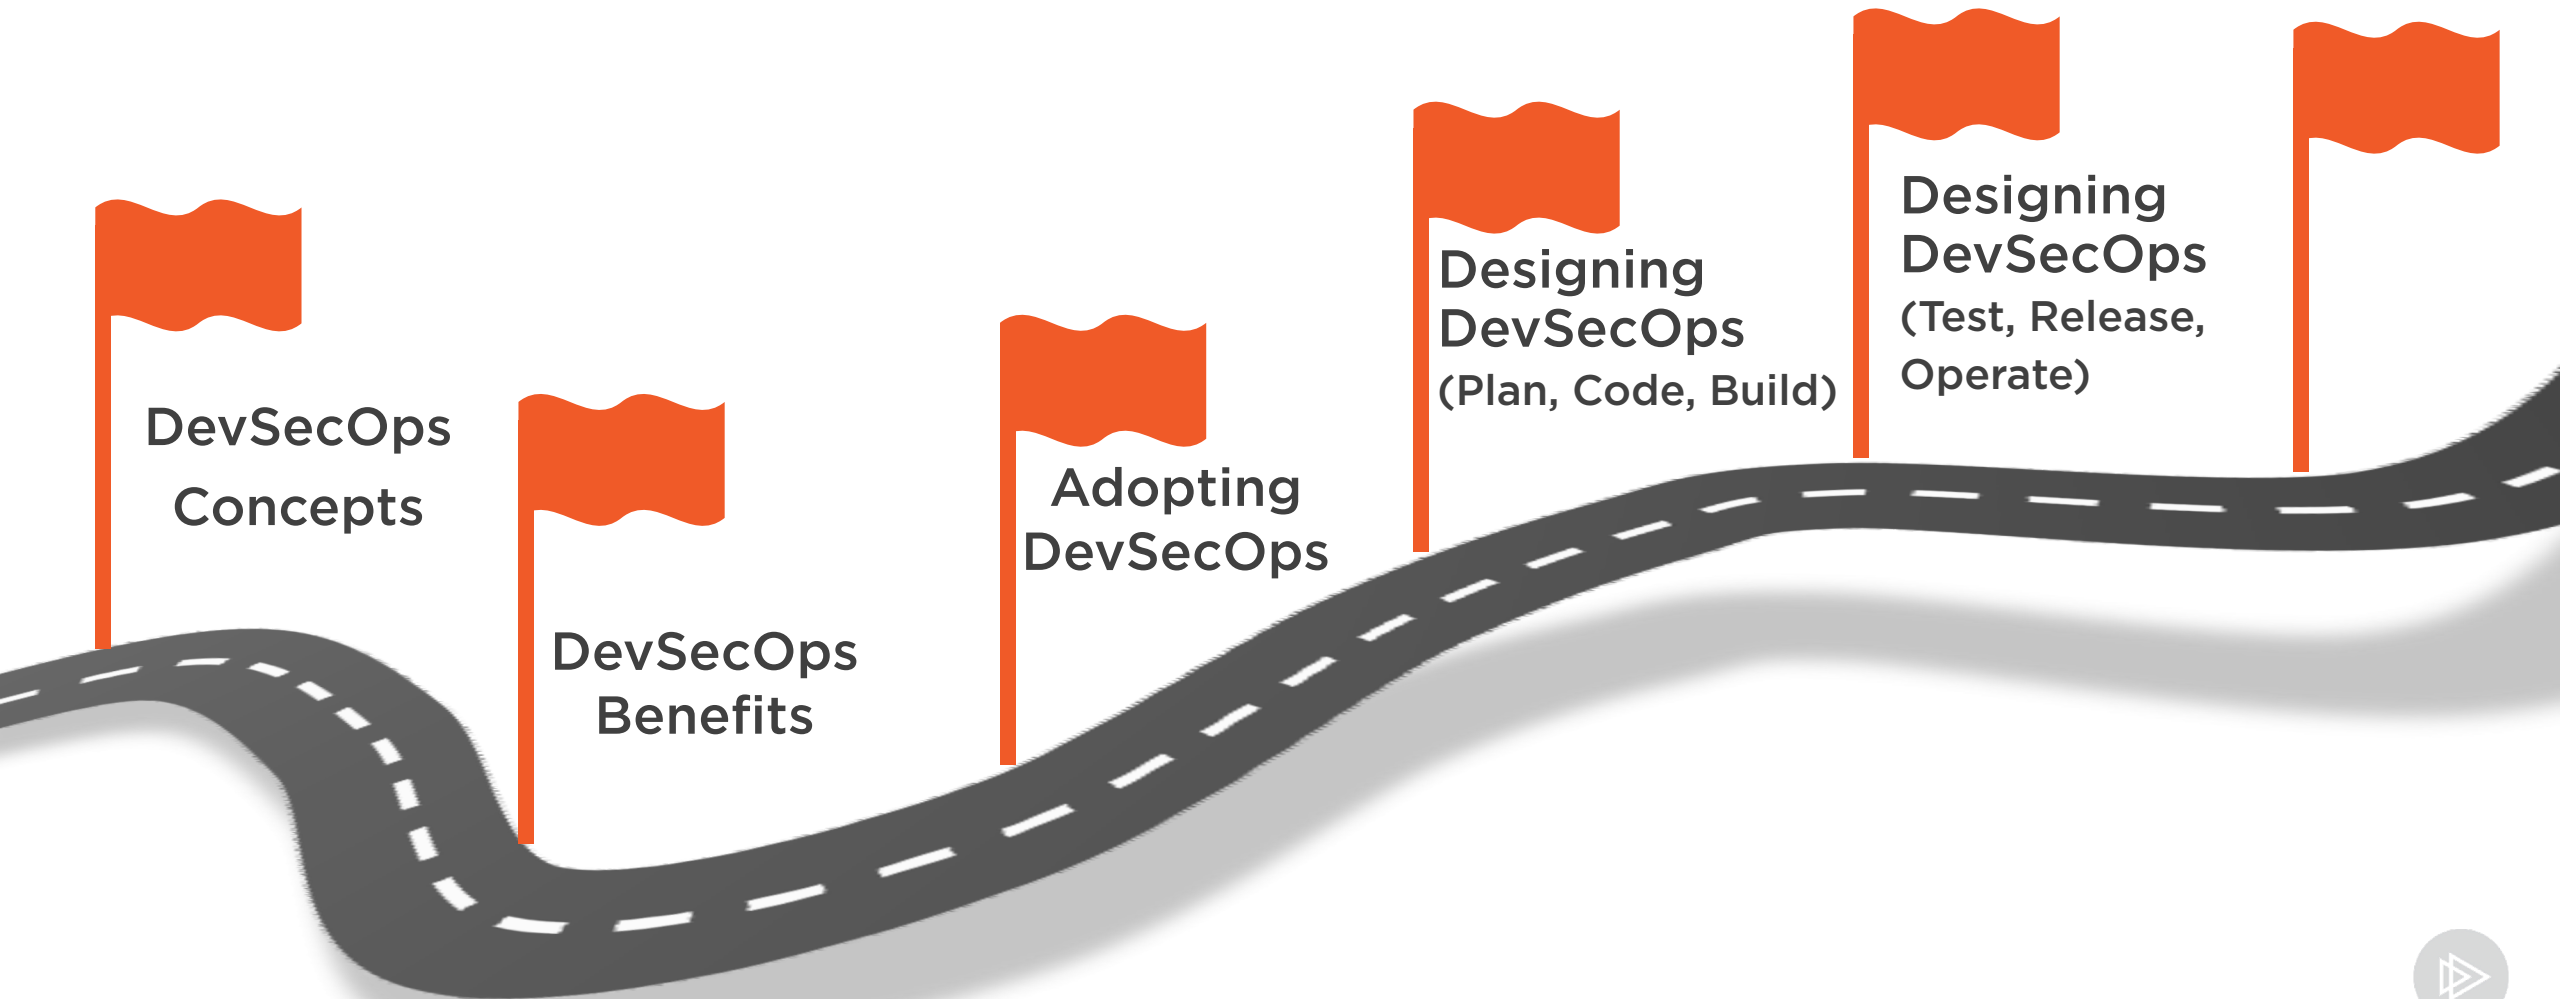 DevSecOps
Concepts
DevSecOps
Benefits
Adopting
DevSecOps
Designing
DevSecOps
(Plan, Code, Build)
Designing
DevSecOps
(Test, Release,
Operate)